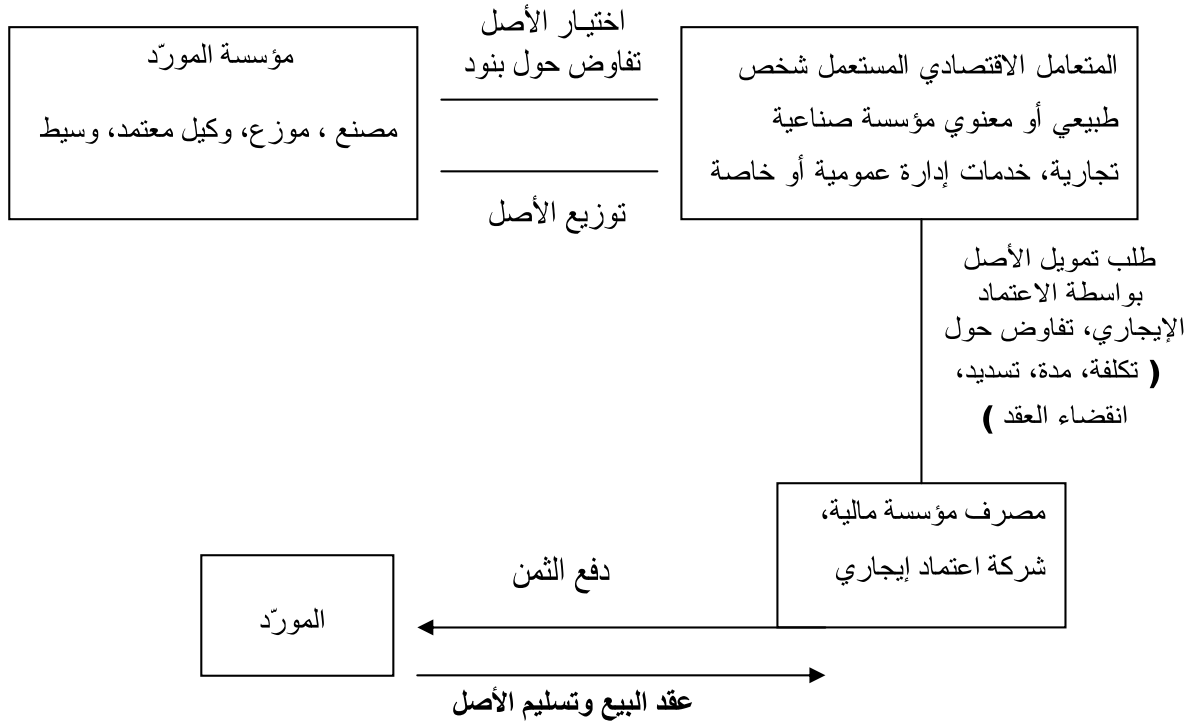 المتعامل الاقتصادي المستعمل شخص
طبيعي أو معنوي مؤسسة صناعية
تجارية، خدمات إدارة عمومية أو خاصة
اختيـار الأصل
تفاوض حول بنود
توزيع الأصل
مؤسسة المورّد
مصنع ، موزع، وكيل معتمد، وسيط
طلب تمويل الأصل
بواسطة الاعتماد
الإيجاري، تفاوض حول
( تكلفة، مدة، تسديد،
انقضاء العقد )
مصرف مؤسسة مالية،
شركة اعتماد إيجاري
دفع الثمن
المورّد
عقد البيع وتسليم الأصل